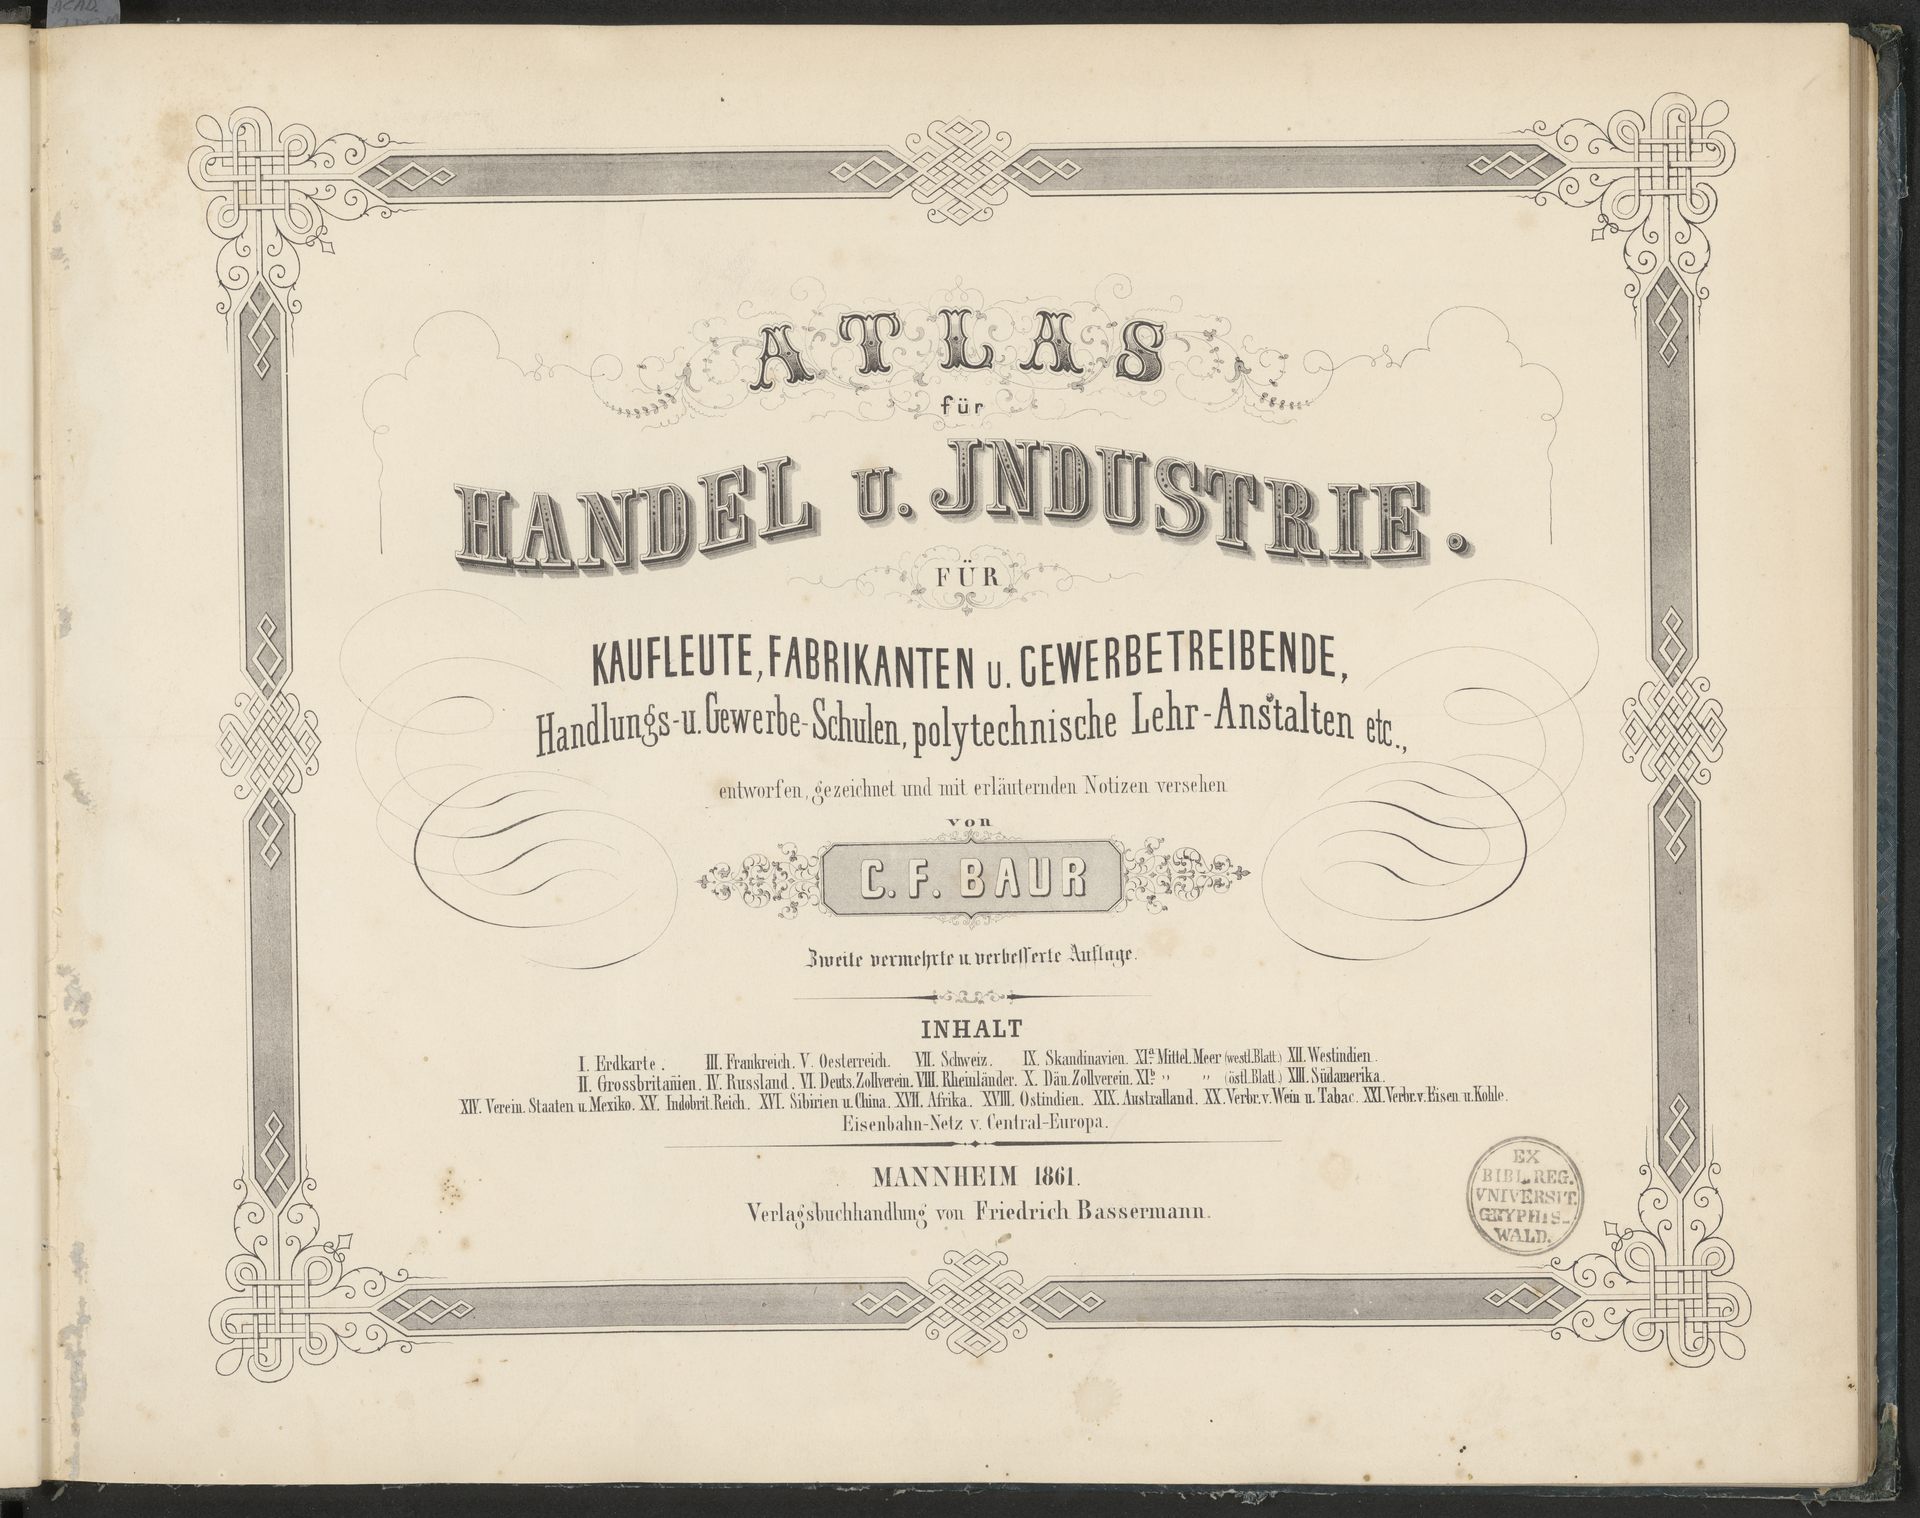 ACAD.
ATLAS
für
HANDEL U. JNDUSTRIE.
FÜR
KAUFLEUTE, FABRIKANTEN U. GEWERBETREIBENDE,
Handlungs- u. Gewerbe-Schulen, polytechnische Lehr-Anstalten etc.,
entworfen, gezeichnet und mit erläuternden Notizen versehen
von
C. F. BAUR
Zweite vermehrte u. verbesserte Auflage.
INHALT
I. Erdkarte. III. Frankreich. V. Oesterreich. VII. Schweiz. IX. Skandinavien. XIa. Mittel. Meer (westl. Blatt.) XII. Westindien.
II. Grossbritan̄ien. IV. Russland. VI. Deuts. Zollverein. VIII. Rheinländer. X. Dän. Zollverein. XIb. „ „ (östl. Blatt.) XIII. Südamerika.
XIV. Verein. Staaten u. Mexiko. XV. Indobrit. Reich. XVI. Sibirien u. China. XVII. Afrika. XVIII. Ostindien. XIX. Australland. XX. Verbr. v. Wein u. Tabac. XXI. Verbr. v. Eisen u. Kohle.
Eisenbahn-Netz v. Central-Europa.
MANNHEIM 1861.
Verlagsbuchhandlung von Friedrich Bassermann.
EX
BIBL. REG.
VNIVERSIT.
GRYPHIS-
WALD.